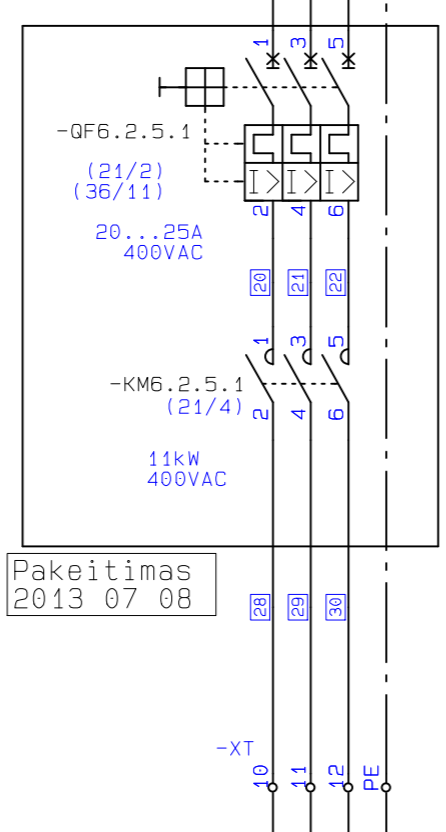 1 3 5
-QF6.2.5.1
(21/2)
(36/11)
I> I> I>
2 4 6
20...25A
400VAC
20 21 22
1 3 5
-KM6.2.5.1
(21/4)
2 4 6
11kW
400VAC
Pakeitimas
2013 07 08
28 29 30
-XT
10 11 12 PE